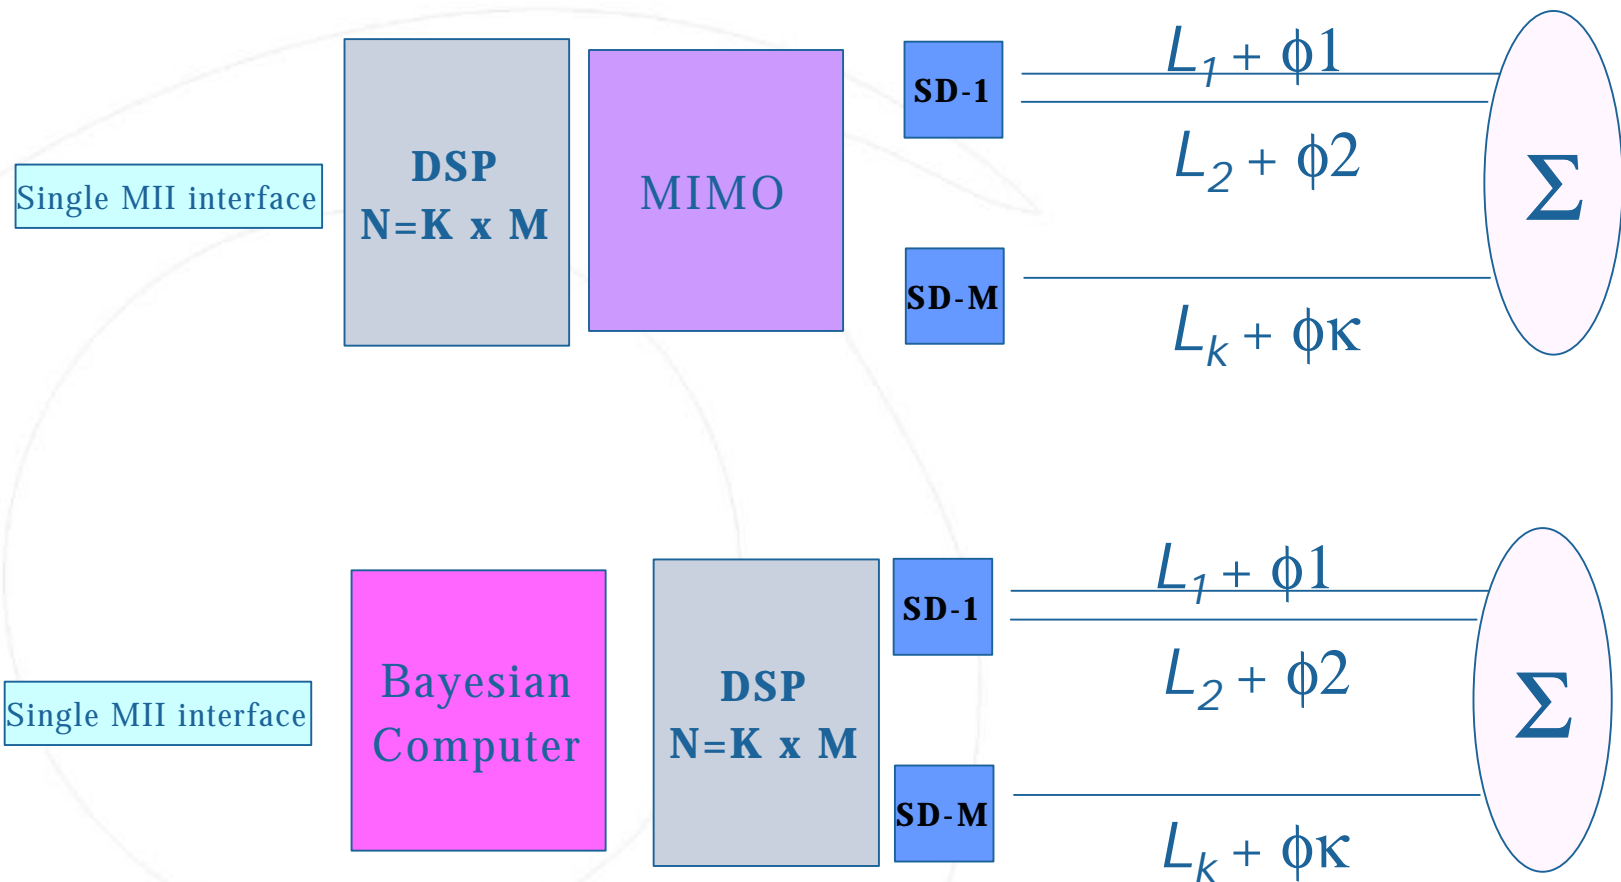 Single MII interface
DSP
N=K x M
MIMO
SD-1
SD-M
L1 + ϕ1
L2 + ϕ2
Lk + ϕκ
Σ
Single MII interface
Bayesian
Computer
DSP
N=K x M
SD-1
SD-M
L1 + ϕ1
L2 + ϕ2
Lk + ϕκ
Σ